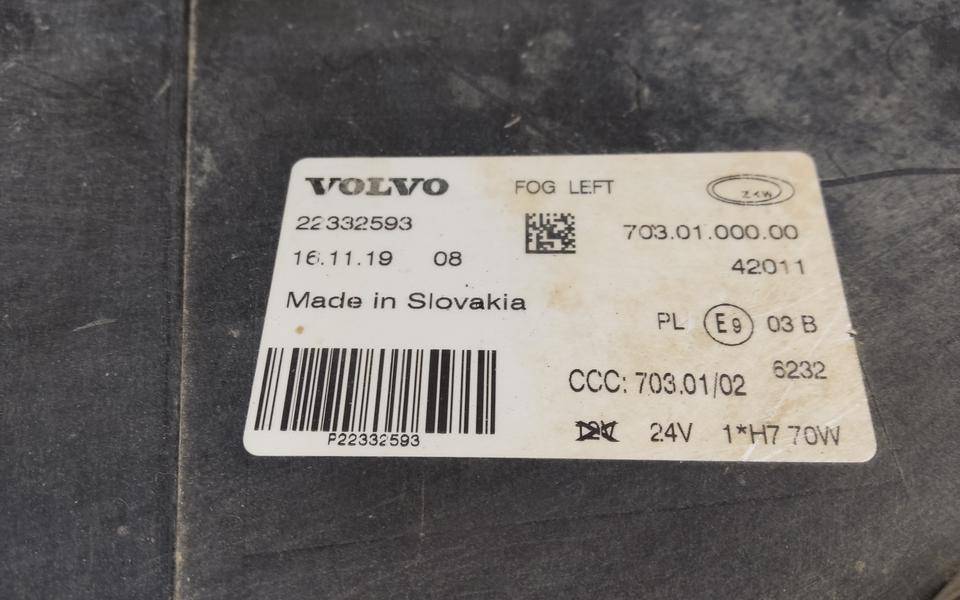 VOLVO FOG LEFT ZKW
22332593 703.01.000.00
16.11.19 08 42011
Made in Slovakia
PL E9 03 B
6232
CCC: 703.01/02
12V 24V 1*H7 70W
P22332593